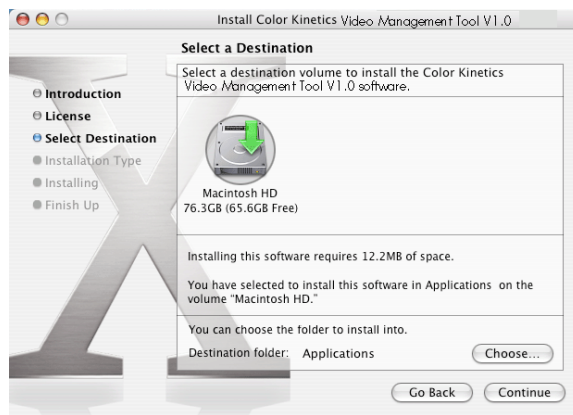 Install Color Kinetics Video Management Tool V1.0
Select a Destination
Introduction
License
Select Destination
Installation Type
Installing
Finish Up
Select a destination volume to install the Color Kinetics
Video Management Tool V1.0 software.
Macintosh HD
76.3GB (65.6GB Free)
Installing this software requires 12.2MB of space.
You have selected to install this software in Applications on the
volume "Macintosh HD."
You can choose the folder to install into.
Destination folder: Applications
Choose...
Go Back
Continue